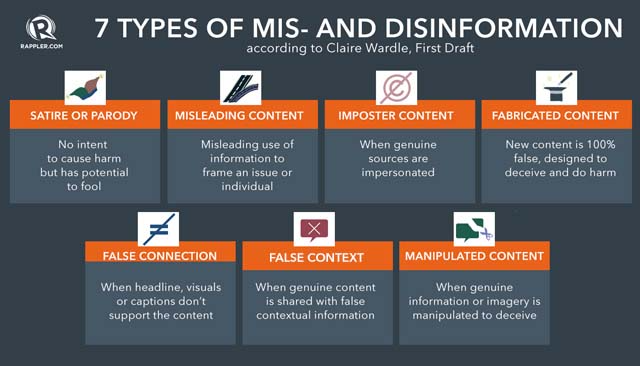 RAPPLER.COM
7 TYPES OF MIS- AND DISINFORMATION
according to Claire Wardle, First Draft
SATIRE OR PARODY
No intent
to cause harm
but has potential
to fool
MISLEADING CONTENT
Misleading use of
information to
frame an issue or
individual
IMPOSTER CONTENT
When genuine
sources are
impersonated
FABRICATED CONTENT
New content is 100%
false, designed to
deceive and do harm
FALSE CONNECTION
When headline, visuals
or captions don't
support the content
FALSE CONTEXT
When genuine content
is shared with false
contextual information
MANIPULATED CONTENT
When genuine
information or imagery is
manipulated to deceive